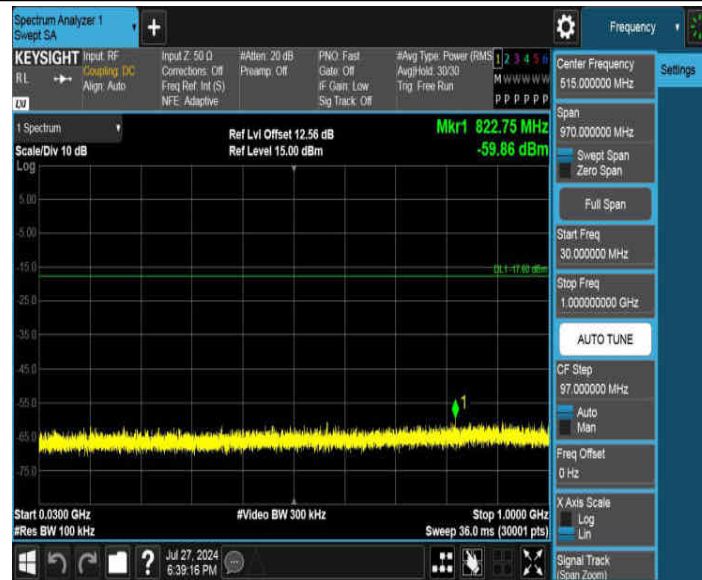 Spectrum Analyzer 1
Swept SA
+
Frequency
KEYSIGHT
RL
LXI
Input: RF
Coupling: DC
Align: Auto
Input Z: 50 Ω
Corrections: Off
Freq Ref: Int (S)
NFE: Adaptive
#Atten: 20 dB
Preamp: Off
PNO: Fast
Gate: Off
IF Gain: Low
Sig Track: Off
#Avg Type: Power (RMS
Avg|Hold: 30/30
Trig: Free Run
1 2 3 4 5 6
M W W W W W
P P P P P P
1 Spectrum
Scale/Div 10 dB
Log
Ref Lvl Offset 12.56 dB
Ref Level 15.00 dBm
Mkr1 822.75 MHz
-59.86 dBm
5.00
-5.00
-15.0
DL1 -17.60 dBm
-25.0
-35.0
-45.0
-55.0
1
-65.0
-75.0
Start 0.0300 GHz
#Video BW 300 kHz
Stop 1.0000 GHz
#Res BW 100 kHz
Sweep 36.0 ms (30001 pts)
?
Jul 27, 2024
6:39:16 PM
Settings
Center Frequency
515.000000 MHz
Span
970.000000 MHz
Swept Span
Zero Span
Full Span
Start Freq
30.000000 MHz
Stop Freq
1.000000000 GHz
AUTO TUNE
CF Step
97.000000 MHz
Auto
Man
Freq Offset
0 Hz
X Axis Scale
Log
Lin
Signal Track
(Span Zoom)